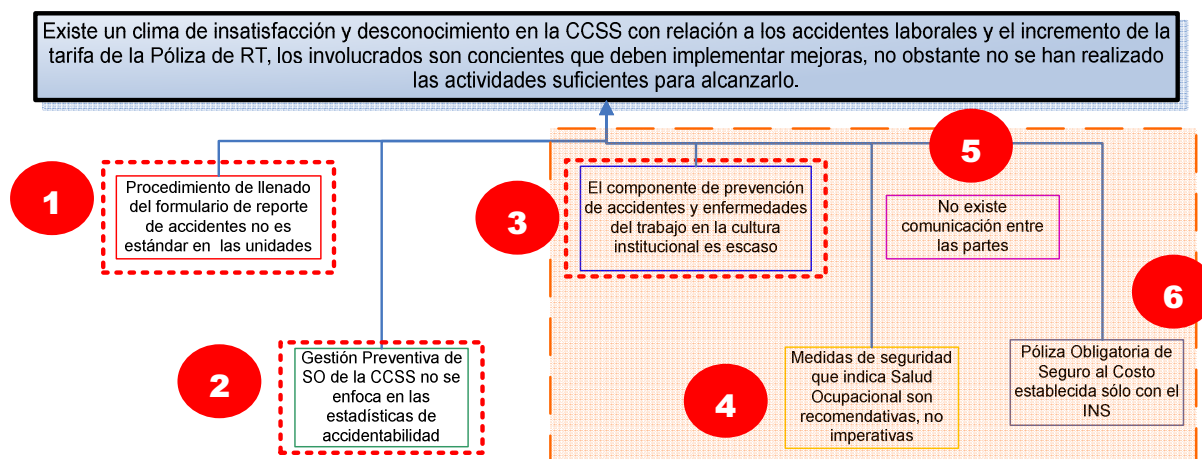 Existe un clima de insatisfacción y desconocimiento en la CCSS con relación a los accidentes laborales y el incremento de la
tarifa de la Póliza de RT, los involucrados son concientes que deben implementar mejoras, no obstante no se han realizado
las actividades suficientes para alcanzarlo.
1
Procedimiento de llenado
del formulario de reporte
de accidentes no es
estándar en las unidades
2
Gestión Preventiva de
SO de la CCSS no se
enfoca en las
estadísticas de
accidentabilidad
3
El componente de prevención
de accidentes y enfermedades
del trabajo en la cultura
institucional es escaso
4
Medidas de seguridad
que indica Salud
Ocupacional son
recomendativas, no
imperativas
5
No existe
comunicación entre
las partes
6
Póliza Obligatoria de
Seguro al Costo
establecida sólo con el
INS